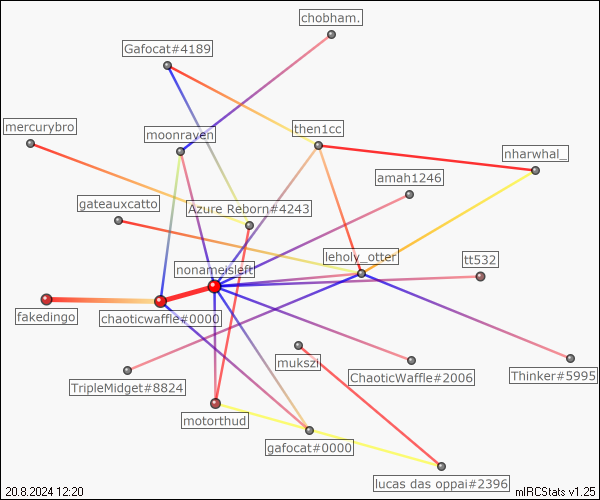 chobham.
Gafocat#4189
mercurybro
moonraven
then1cc
nharwhal_
amah1246
gateauxcatto
Azure Reborn#4243
leholy_otter
tt532
nonameisleft
fakedingo
chaoticwaffle#0000
mukszi
TripleMidget#8824
ChaoticWaffle#2006
Thinker#5995
motorthud
gafocat#0000
lucas das oppai#2396
20.8.2024 12:20
mIRCStats v1.25